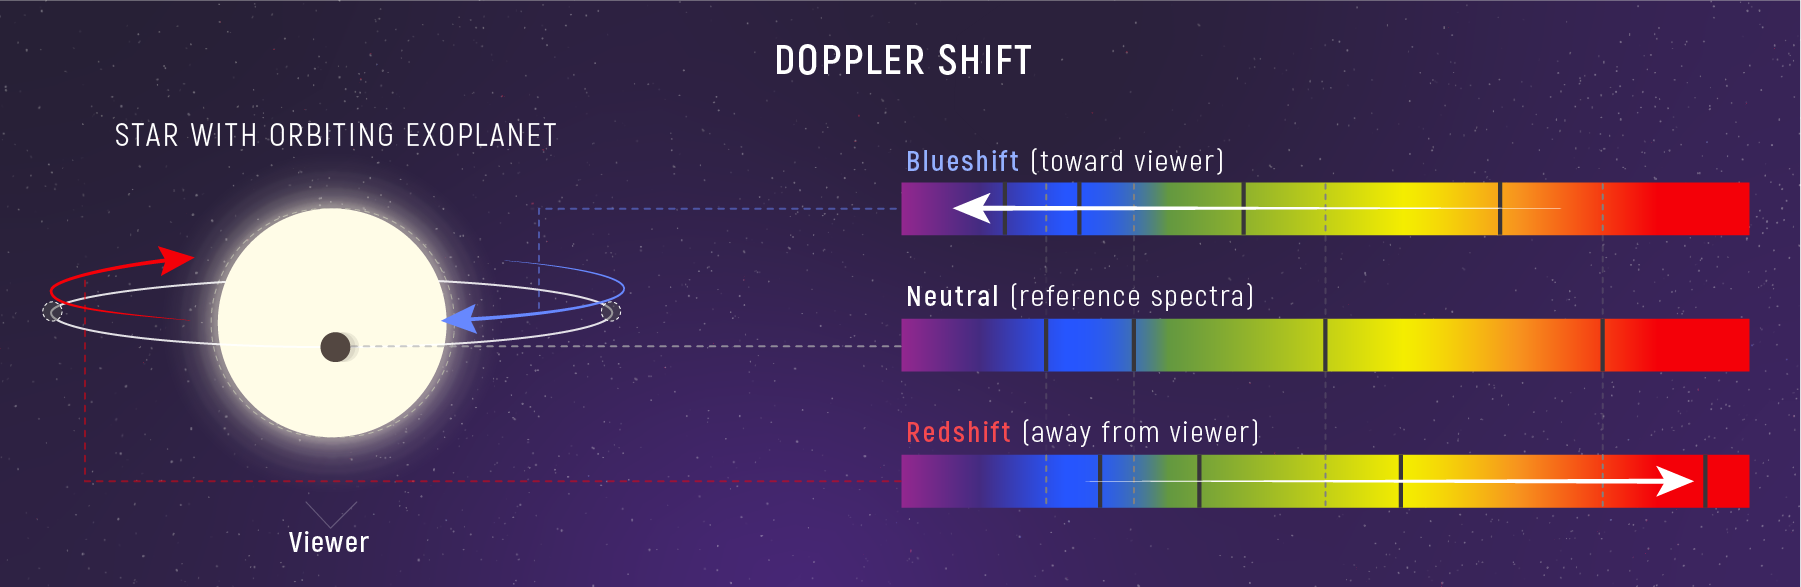 DOPPLER SHIFT
STAR WITH ORBITING EXOPLANET
Blueshift (toward viewer)
Neutral (reference spectra)
Redshift (away from viewer)
Viewer